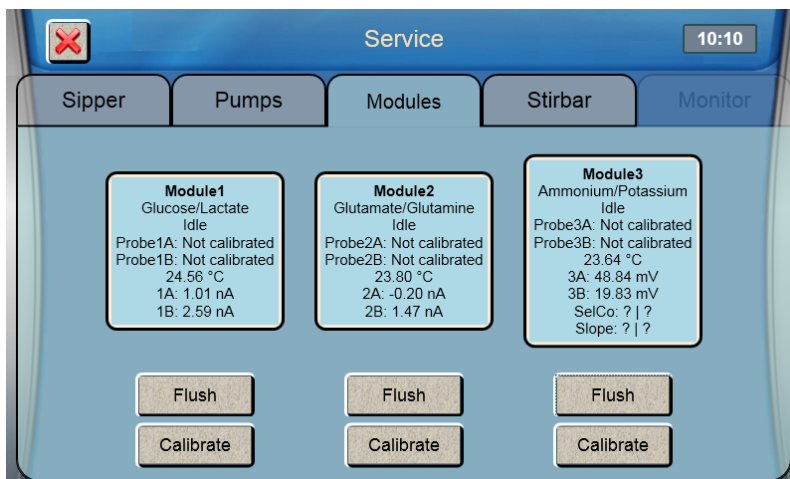 Service
10:10
Sipper
Pumps
Modules
Stirbar
Monitor
Module1
Glucose/Lactate
Idle
Probe1A: Not calibrated
Probe1B: Not calibrated
24.56 °C
1A: 1.01 nA
1B: 2.59 nA
Module2
Glutamate/Glutamine
Idle
Probe2A: Not calibrated
Probe2B: Not calibrated
23.80 °C
2A: -0.20 nA
2B: 1.47 nA
Module3
Ammonium/Potassium
Idle
Probe3A: Not calibrated
Probe3B: Not calibrated
23.64 °C
3A: 48.84 mV
3B: 19.83 mV
SelCo: ? | ?
Slope: ? | ?
Flush
Flush
Flush
Calibrate
Calibrate
Calibrate